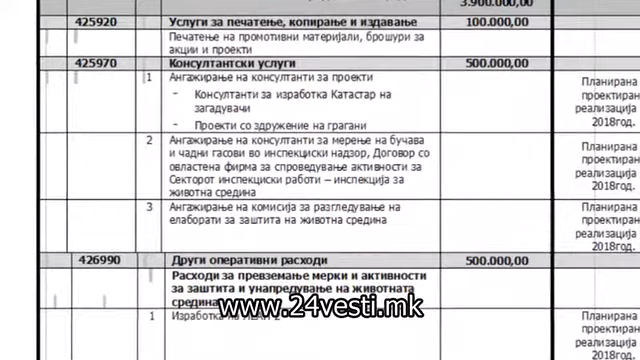 3.900.000,00
425920 Услуги за печатење, копирање и издавање 100.000,00
Печатење на промотивни материјали, брошури за
акции и проекти
425970 Консултантски услуги 500.000,00
1 Ангажирање на консултанти за проекти
- Консултанти за изработка Катастар на
загадувачи
- Проекти со здружение на грагани
Планирана
проектиран
реализација
2018год.
2 Ангажирање на консултанти за мерење на бучава
и чадни гасови во инспекциски надзор, Договор со
овластена фирма за спроведување активности за
Секторот инспекциски работи – инспекција за
животна средина
Планирана
проектиран
реализација
2018год.
3 Ангажирање на комисија за разгледување на
елаборати за заштита на животна средина
Планирана
проектиран
реализација
2018год.
426990 Други оперативни расходи 500.000,00
Расходи за превземање мерки и активности
за заштита и унапредување на животната
средина
www.24vesti.mk
1 Изработка на
Планирана
проектиран
реализација
2018год.